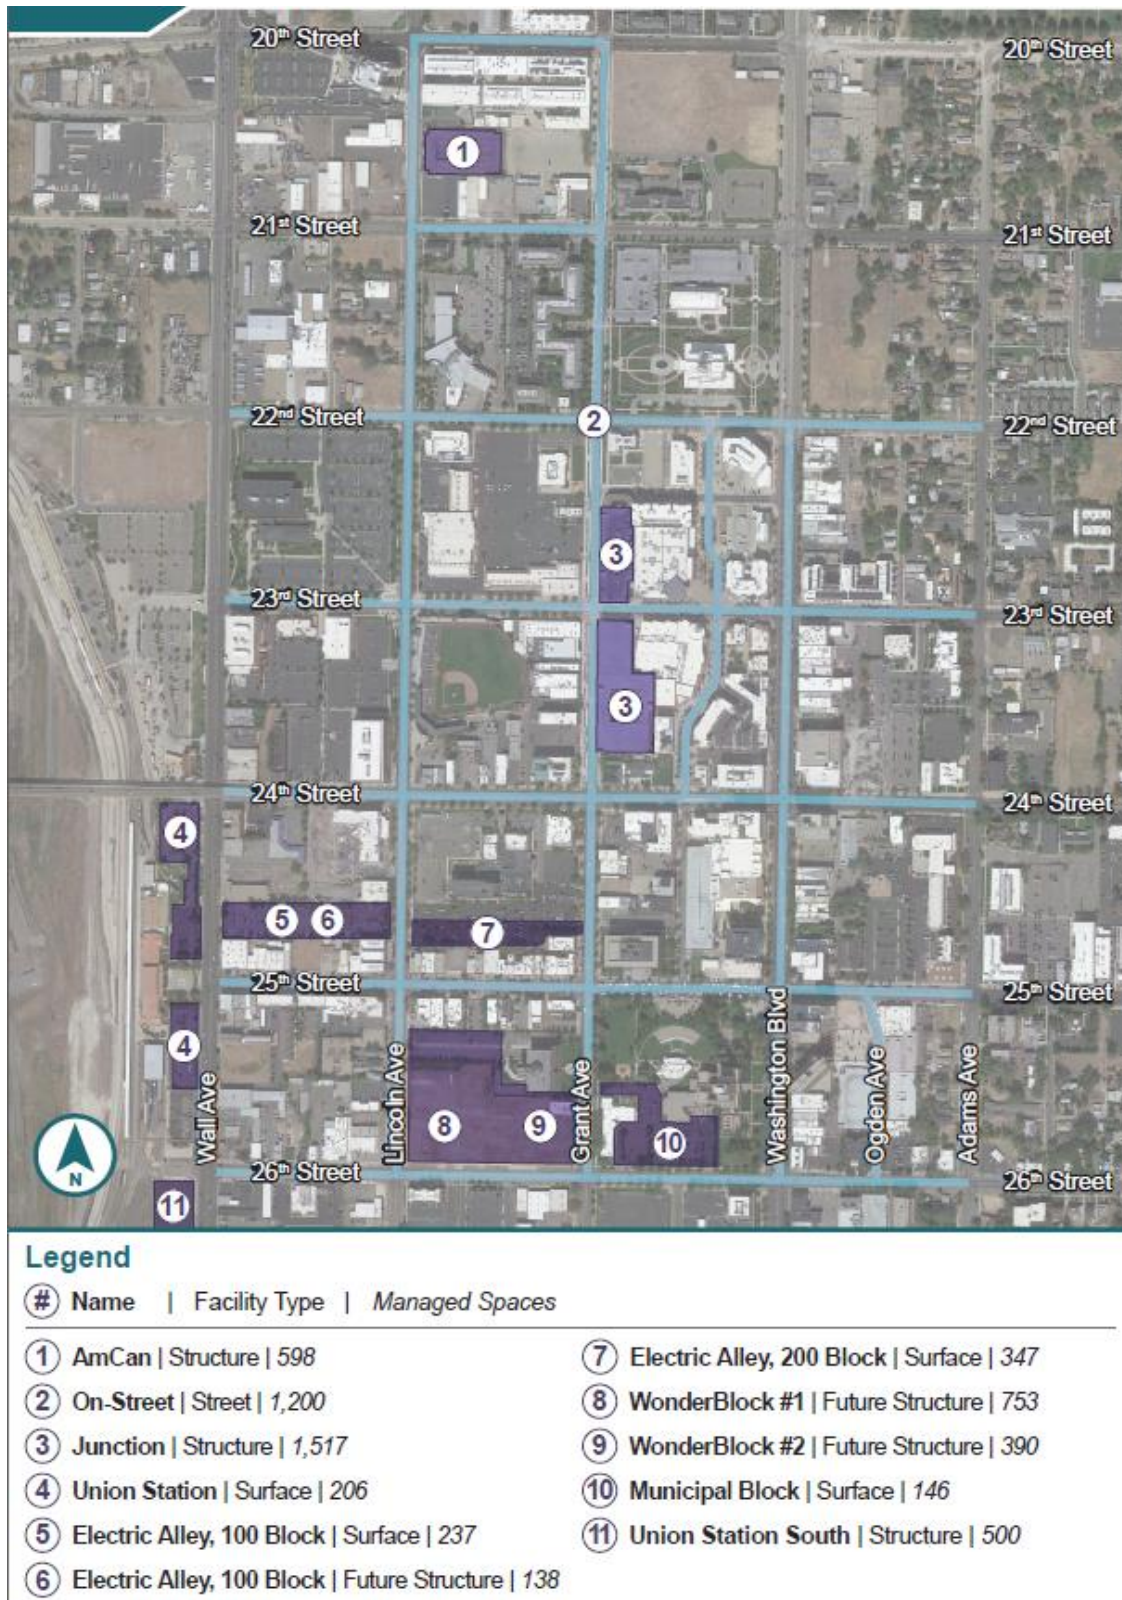 20th Street
20th Street
1
21st Street
21st Street
22nd Street
2
22nd Street
3
23rd Street
23rd Street
3
24th Street
24th Street
4
5 6
7
25th Street
25th Street
4
Wall Ave
Lincoln Ave
Grant Ave
Washington Blvd
Ogden Ave
Adams Ave
8
9
10
N
26th Street
26th Street
11
Legend
# Name | Facility Type | Managed Spaces
1 AmCan | Structure | 598
2 On-Street | Street | 1,200
3 Junction | Structure | 1,517
4 Union Station | Surface | 206
5 Electric Alley, 100 Block | Surface | 237
6 Electric Alley, 100 Block | Future Structure | 138
7 Electric Alley, 200 Block | Surface | 347
8 WonderBlock #1 | Future Structure | 753
9 WonderBlock #2 | Future Structure | 390
10 Municipal Block | Surface | 146
11 Union Station South | Structure | 500